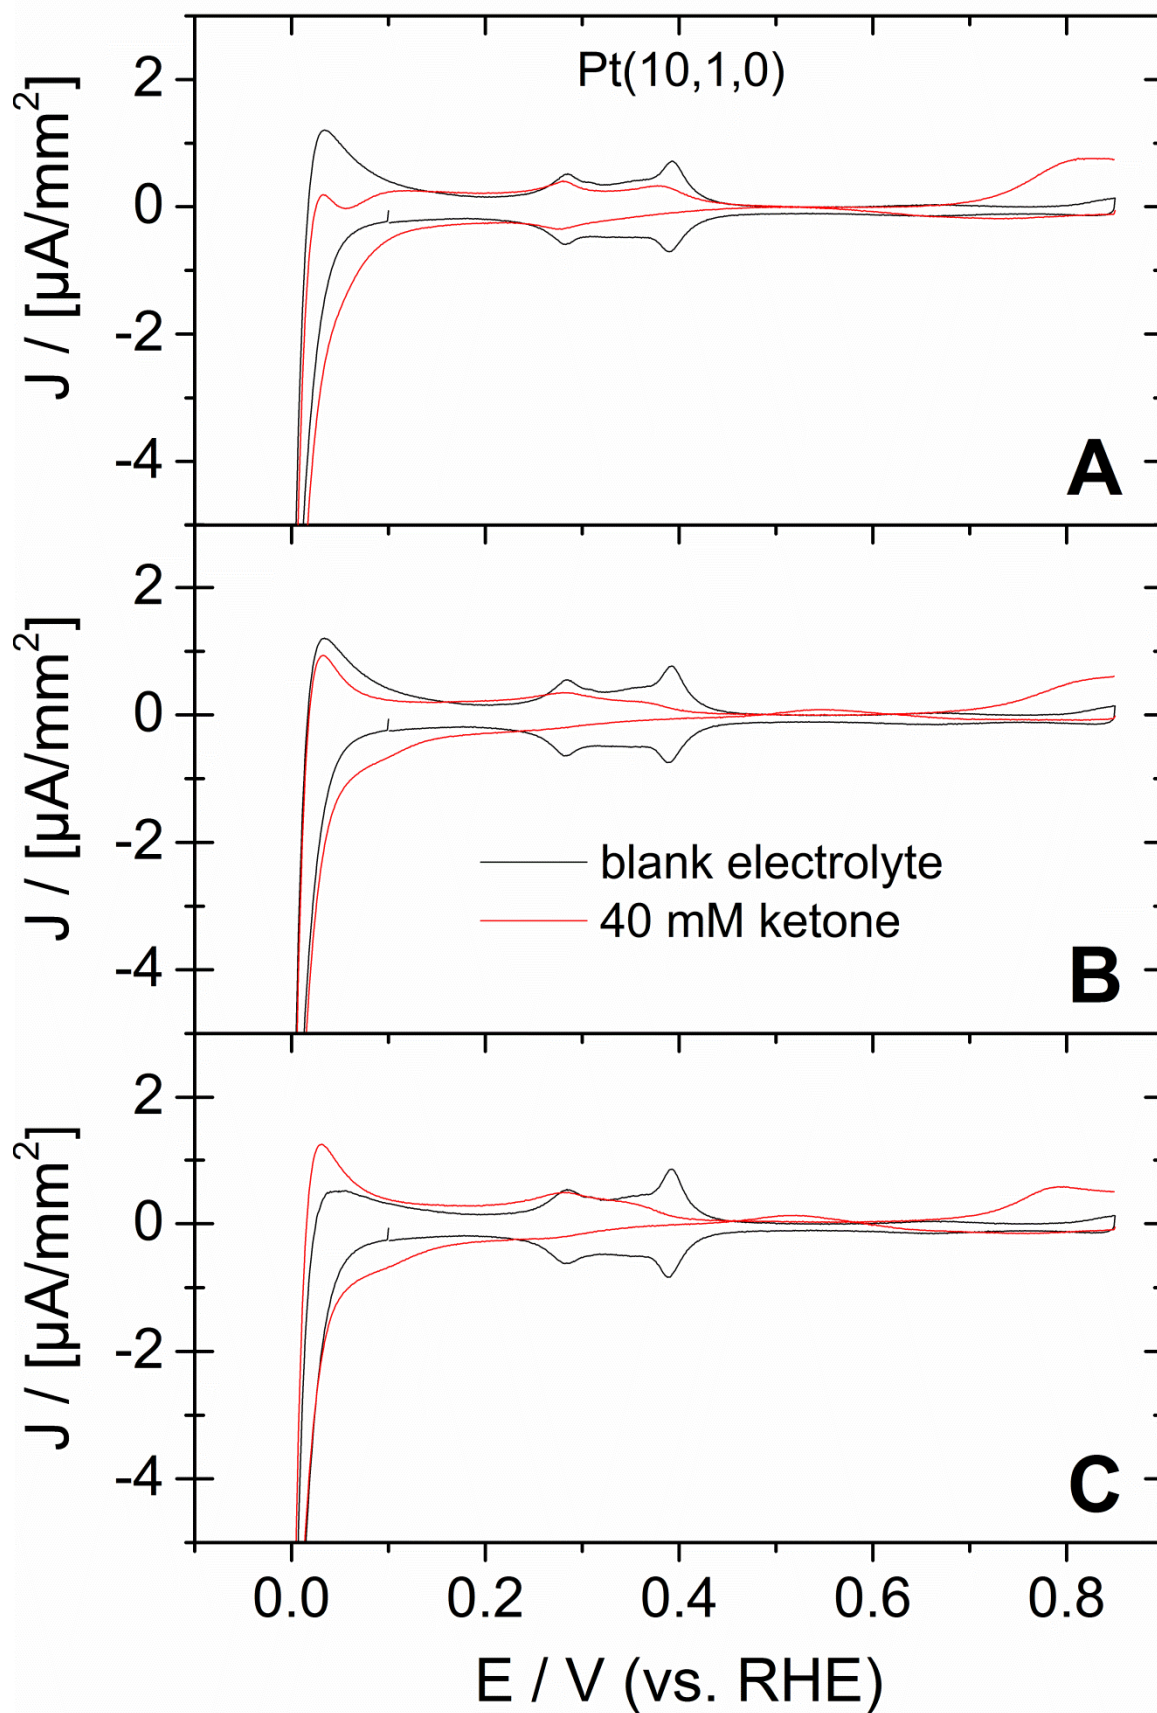 Pt(10,1,0)
2
0
-2
-4
J / [µA/mm²]
A
2
0
-2
-4
J / [µA/mm²]
blank electrolyte
40 mM ketone
B
2
0
-2
-4
J / [µA/mm²]
C
0.0 0.2 0.4 0.6 0.8
E / V (vs. RHE)